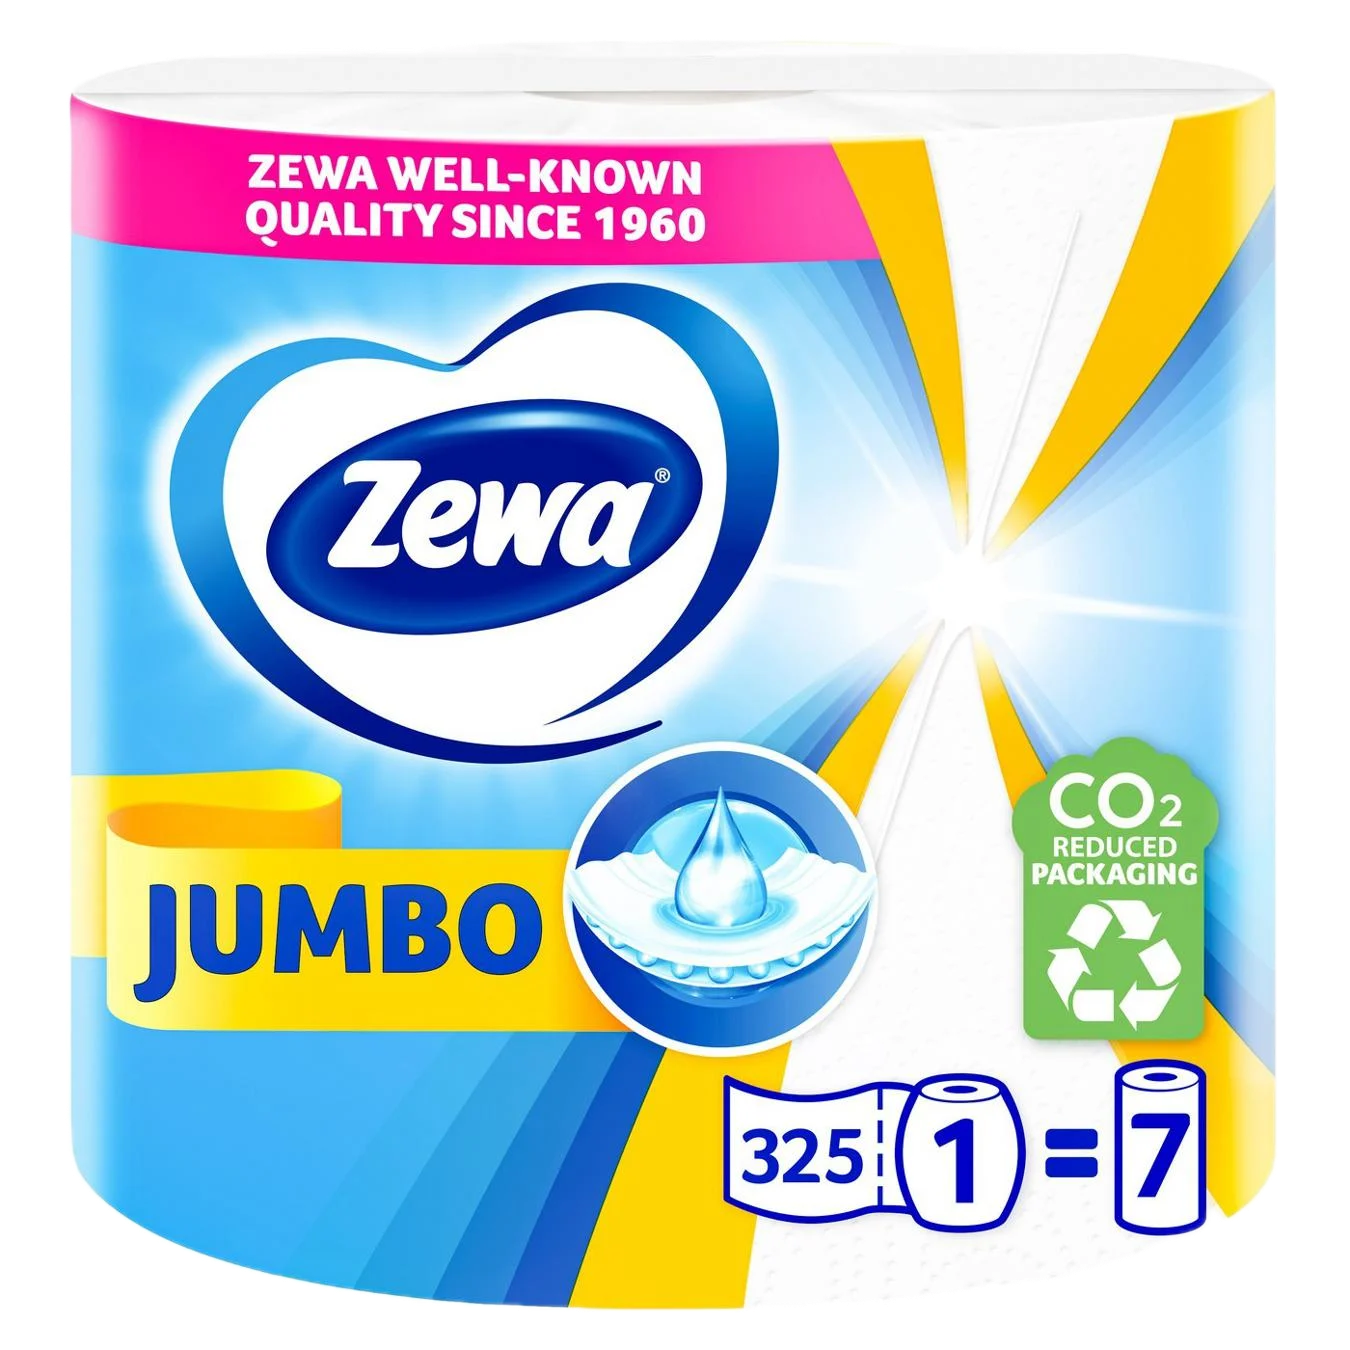 ZEWA WELL-KNOWN
QUALITY SINCE 1960
Zewa®
JUMBO
CO2
REDUCED
PACKAGING
325 1 = 7